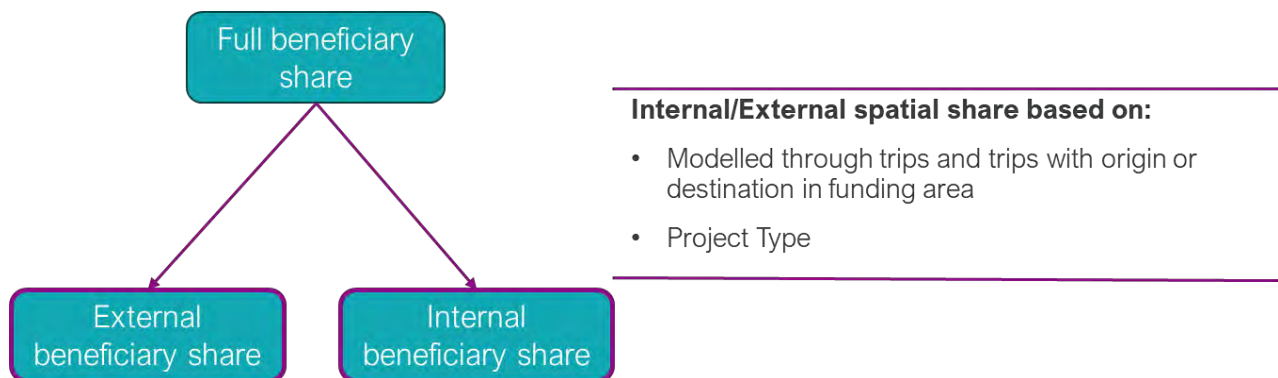 Full beneficiary
share
Internal/External spatial share based on:
• Modelled through trips and trips with origin or
destination in funding area
• Project Type
External
beneficiary share
Internal
beneficiary share